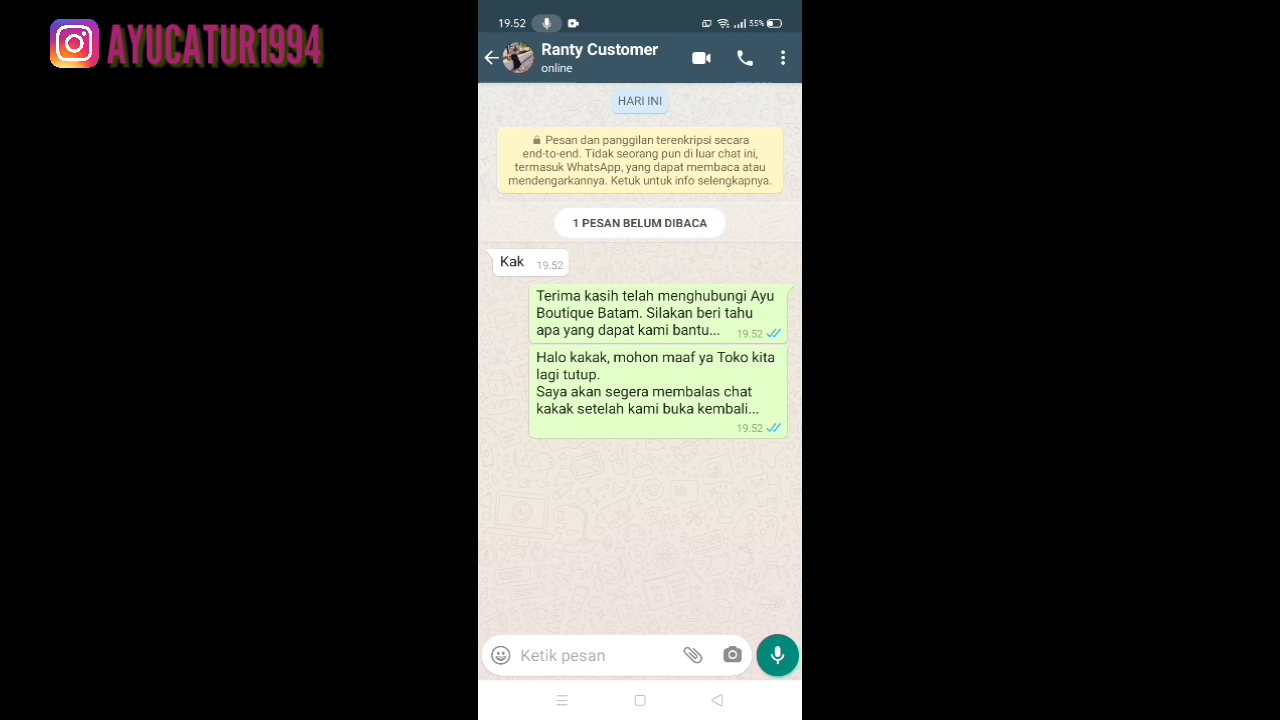 AYUCATUR1994
19.52
35%
Ranty Customer
online
HARI INI
Pesan dan panggilan terenkripsi secara
end-to-end. Tidak seorang pun di luar chat ini,
termasuk WhatsApp, yang dapat membaca atau
mendengarkannya. Ketuk untuk info selengkapnya.
1 PESAN BELUM DIBACA
Kak 19.52
Terima kasih telah menghubungi Ayu
Boutique Batam. Silakan beri tahu
apa yang dapat kami bantu... 19.52
Halo kakak, mohon maaf ya Toko kita
lagi tutup.
Saya akan segera membalas chat
kakak setelah kami buka kembali...
19.52
Ketik pesan